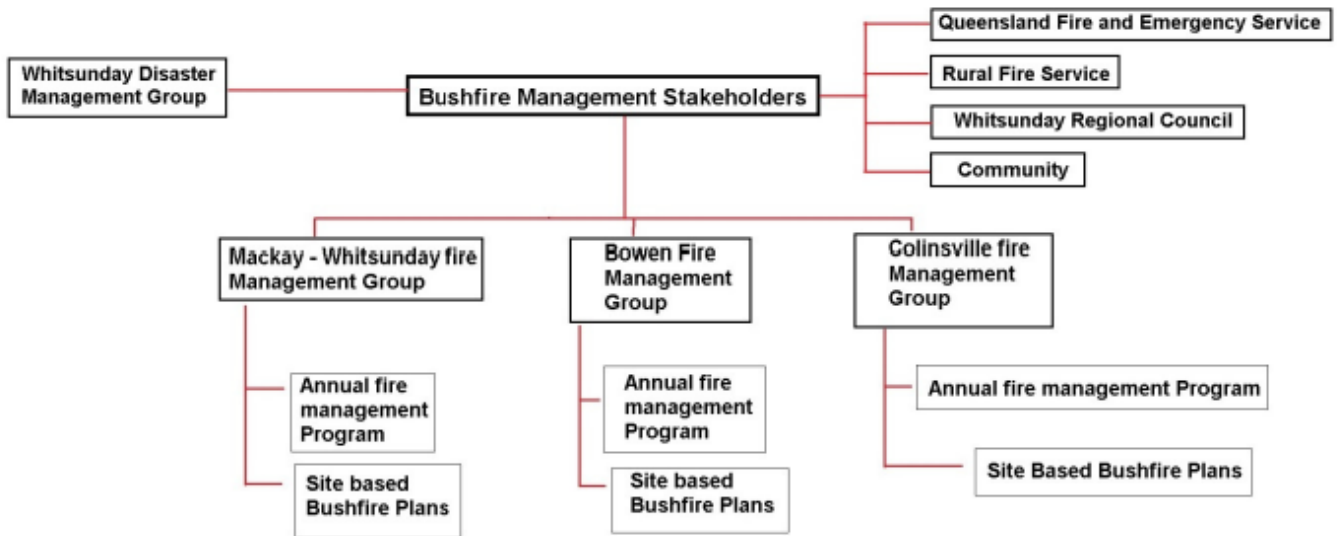 Queensland Fire and Emergency Service
Whitsunday Disaster
Management Group
Bushfire Management Stakeholders
Rural Fire Service
Whitsunday Regional Council
Community
Mackay - Whitsunday fire
Management Group
Bowen Fire
Management
Group
Colinsville fire
Management
Group
Annual fire
management
Program
Site based
Bushfire Plans
Annual fire
management
Program
Site based
Bushfire Plans
Annual fire management Program
Site Based Bushfire Plans